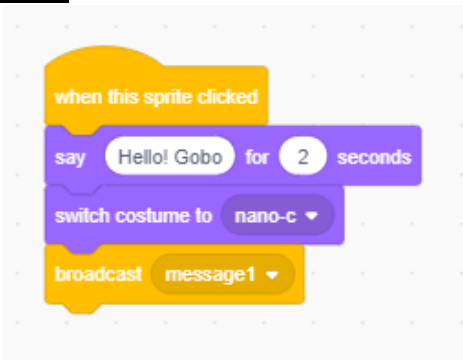 when this sprite clicked
say Hello! Gobo for 2 seconds
switch costume to nano-c
broadcast message1